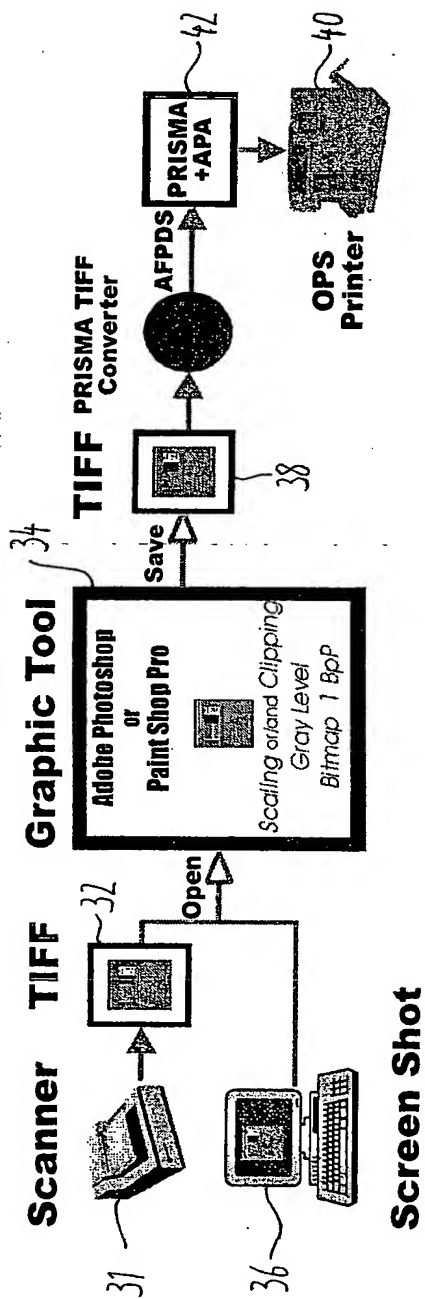 Scanner
TIFF
31
32
Screen Shot
36
Open
Graphic Tool
34
Adobe Photoshop
or
Paint Shop Pro
Scaling or/and Clipping
Gray Level
Bitmap 1 BpP
Save
TIFF
38
PRISMA TIFF
Converter
AFPDS
PRISMA
+APA
42
OPS
Printer
40